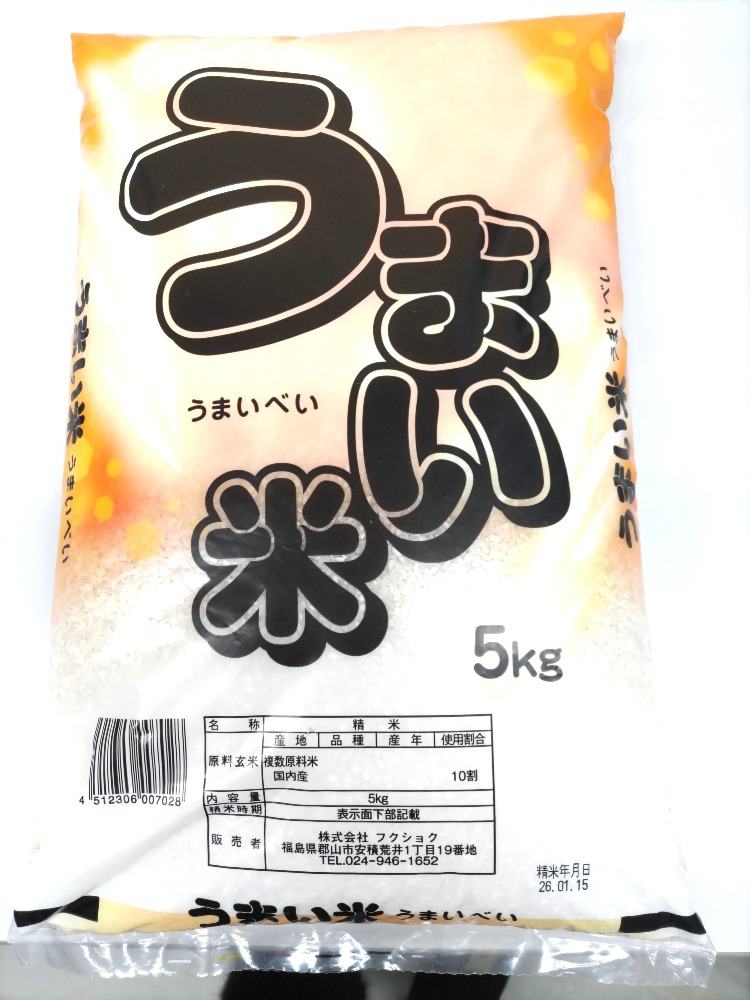 うまい米
うまいべい
うまい米 うまいべい
うまい米 うまいべい
5kg
名称 精米
産地 品種 産年 使用割合
原料玄米 複数原料米
国内産 10割
内容量 5kg
精米時期 表示面下部記載
販売者 株式会社 フクショク
福島県郡山市安積荒井1丁目19番地
TEL.024-946-1652
4 512306 007028
精米年月日
26.01.15
うまい米 うまいべい